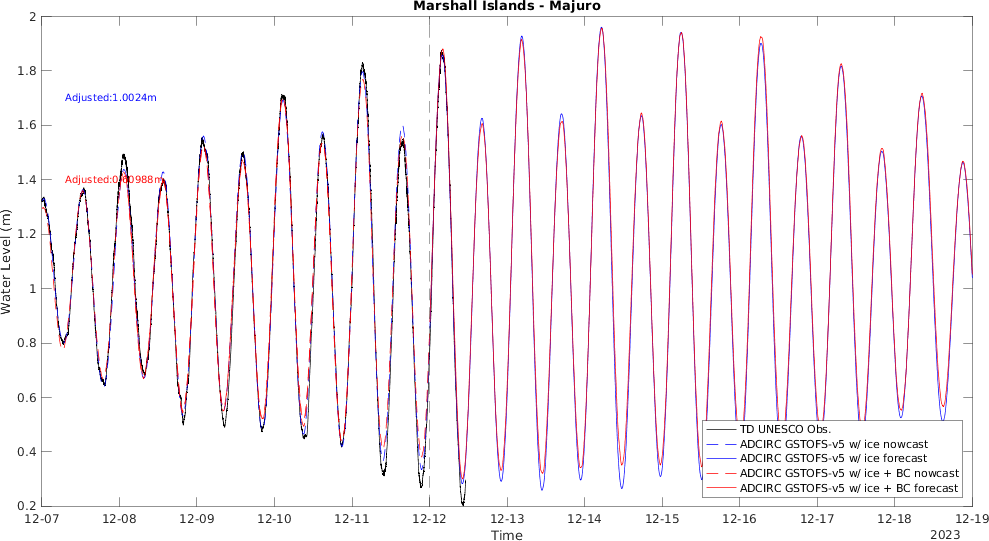 Marshall Islands - Majuro
2
1.8
1.6
1.4
1.2
1
0.8
0.6
0.4
0.2
Water Level (m)
Adjusted:1.0024m
Adjusted:0.60988m
TD UNESCO Obs.
ADCIRC GSTOFS-v5 w/ ice nowcast
ADCIRC GSTOFS-v5 w/ ice forecast
ADCIRC GSTOFS-v5 w/ ice + BC nowcast
ADCIRC GSTOFS-v5 w/ ice + BC forecast
12-07 12-08 12-09 12-10 12-11 12-12 12-13 12-14 12-15 12-16 12-17 12-18 12-19
Time
2023